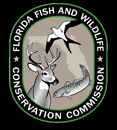 FLORIDA FISH AND WILDLIFE
CONSERVATION COMMISSION